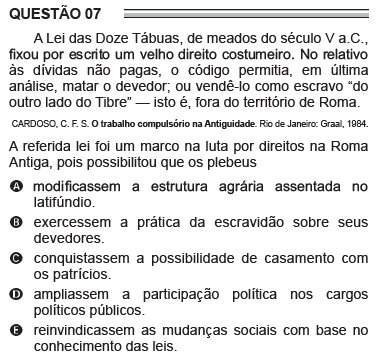 QUESTÃO 07
A Lei das Doze Tábuas, de meados do século V a.C.,
fixou por escrito um velho direito costumeiro. No relativo
às dívidas não pagas, o código permitia, em última
análise, matar o devedor; ou vendê-lo como escravo “do
outro lado do Tibre” — isto é, fora do território de Roma.
CARDOSO, C. F. S. O trabalho compulsório na Antiguidade. Rio de Janeiro: Graal, 1984.
A referida lei foi um marco na luta por direitos na Roma
Antiga, pois possibilitou que os plebeus
A modificassem a estrutura agrária assentada no
latifúndio.
B exercessem a prática da escravidão sobre seus
devedores.
C conquistassem a possibilidade de casamento com
os patrícios.
D ampliassem a participação política nos cargos
políticos públicos.
E reinvindicassem as mudanças sociais com base no
conhecimento das leis.